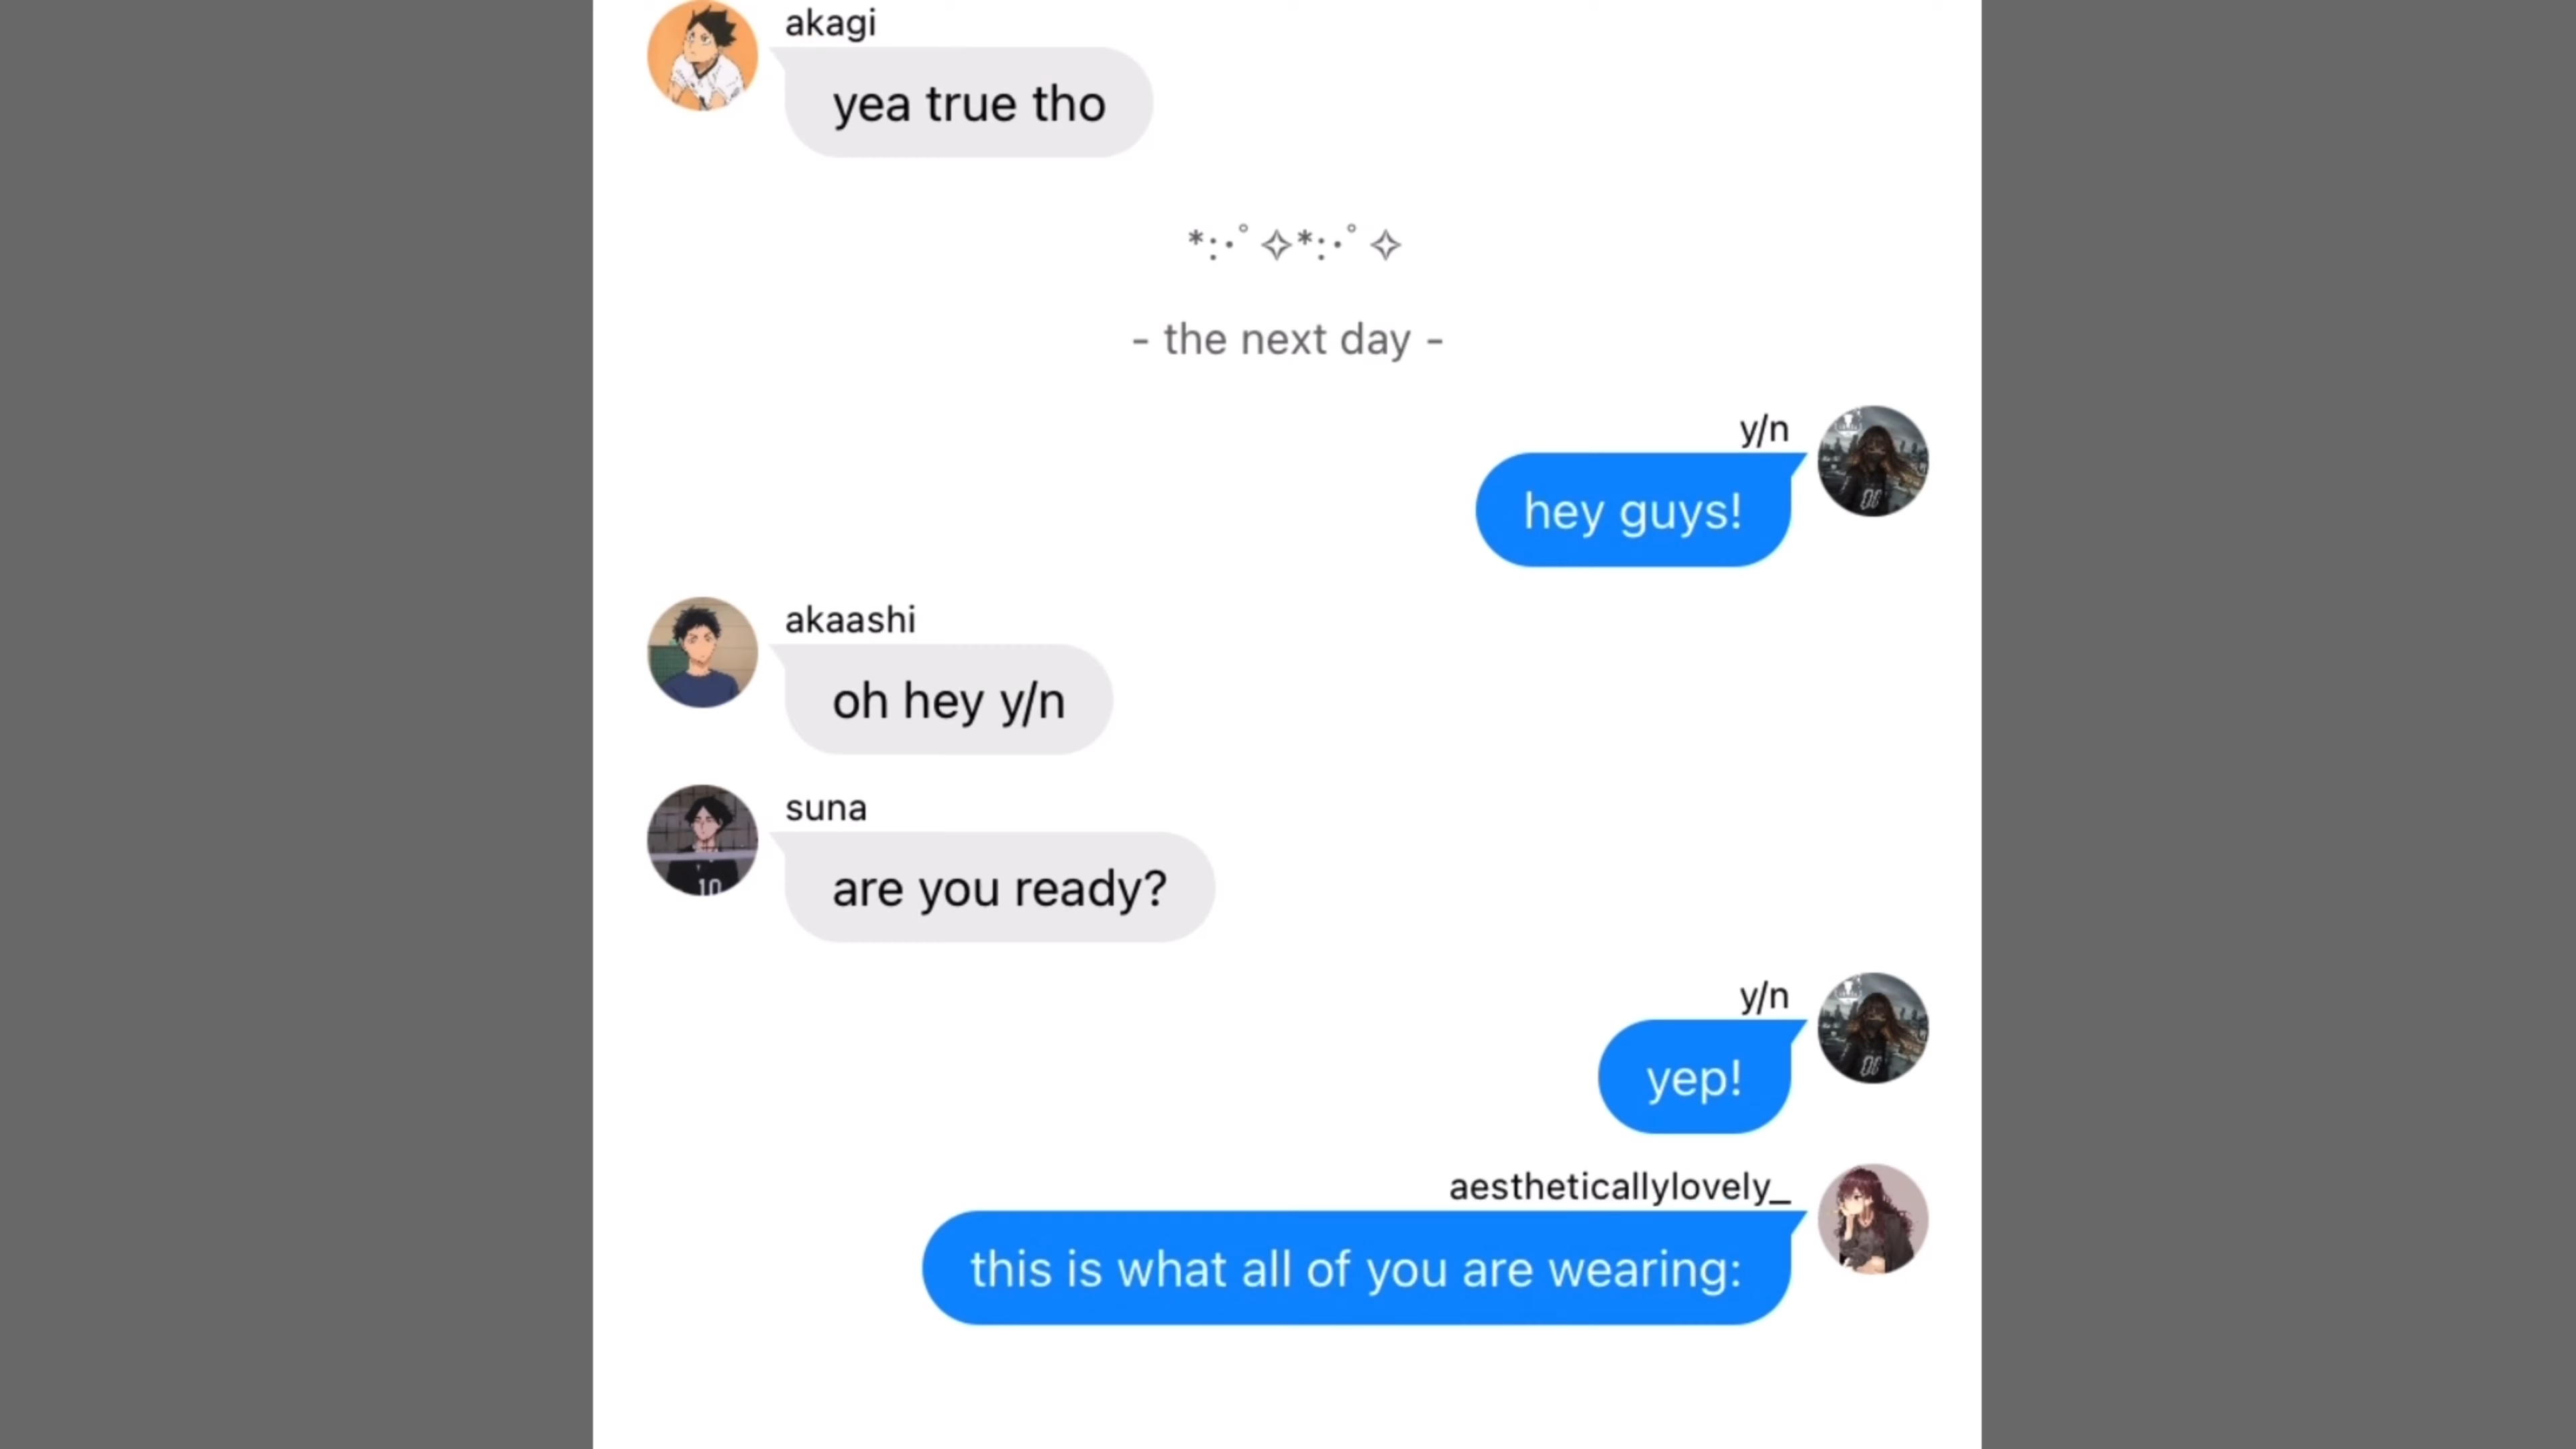 akagi
yea true tho
*:･ﾟ✧*:･ﾟ✧
- the next day -
y/n
hey guys!
akaashi
oh hey y/n
suna
are you ready?
10
y/n
yep!
aestheticallylovely_
this is what all of you are wearing: